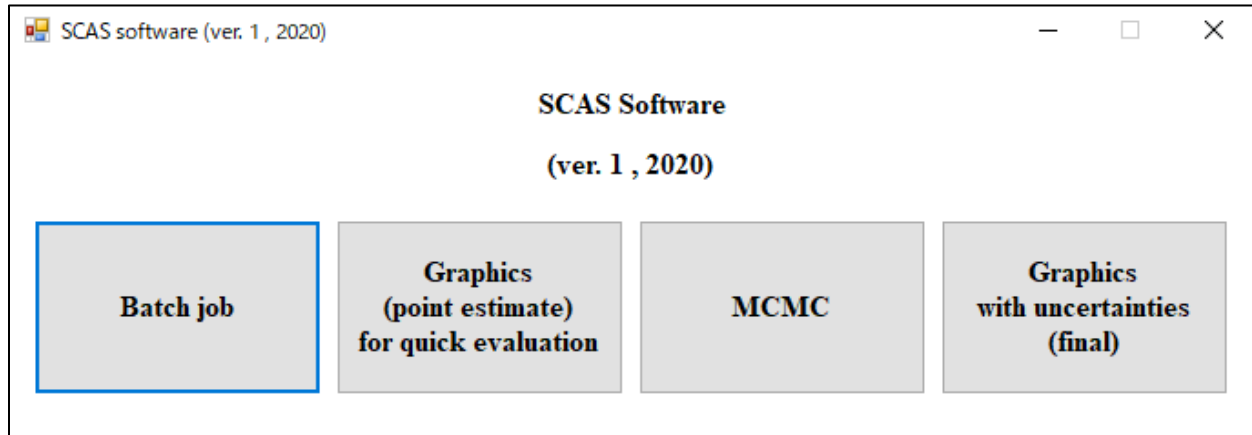 SCAS software (ver. 1 , 2020)
SCAS Software
(ver. 1 , 2020)
Batch job
Graphics
(point estimate)
for quick evaluation
MCMC
Graphics
with uncertainties
(final)